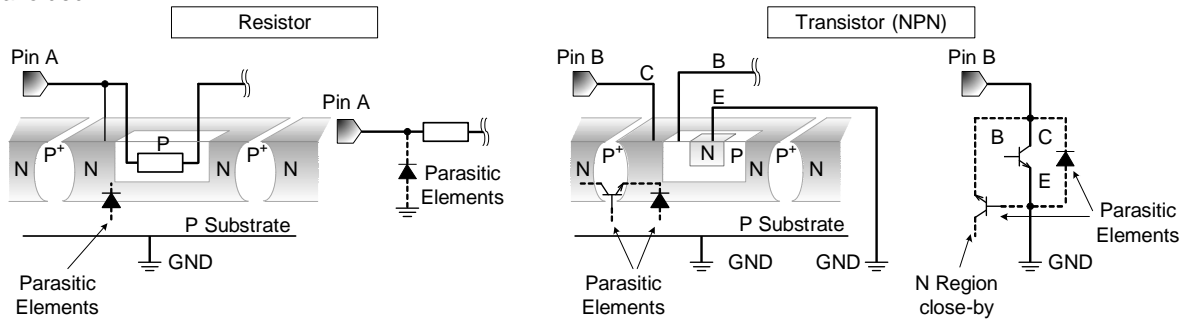 Resistor
Transistor (NPN)
Pin A
Pin A
N
P+
N
P
P+
N
N
Parasitic
Elements
P Substrate
GND
Parasitic
Elements
Pin B
C
B
E
N
P+
N
N
P
P+
N
N
P Substrate
GND
GND
Parasitic
Elements
Pin B
B
C
E
Parasitic
Elements
GND
N Region
close-by